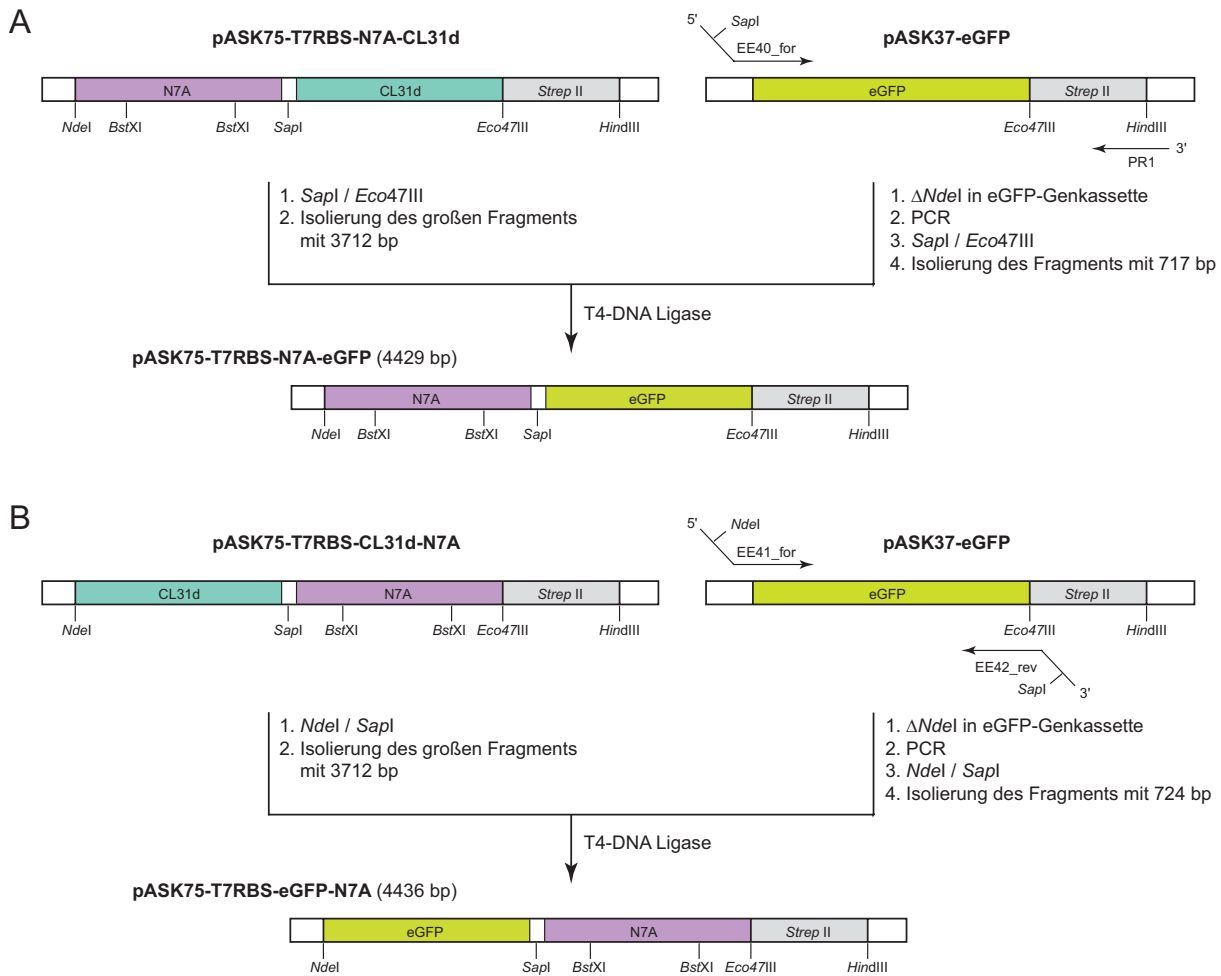 A
pASK75-T7RBS-N7A-CL31d
N7A
CL31d
Strep II
NdeI
BstXI
BstXI
SapI
Eco47III
HindIII
5'
SapI
EE40_for
pASK37-eGFP
eGFP
Strep II
Eco47III
HindIII
PR1
3'
1. SapI / Eco47III
2. Isolierung des großen Fragments
mit 3712 bp
1. ΔNdeI in eGFP-Genkassette
2. PCR
3. SapI / Eco47III
4. Isolierung des Fragments mit 717 bp
T4-DNA Ligase
pASK75-T7RBS-N7A-eGFP (4429 bp)
N7A
eGFP
Strep II
NdeI
BstXI
BstXI
SapI
Eco47III
HindIII
B
pASK75-T7RBS-CL31d-N7A
CL31d
N7A
Strep II
NdeI
SapI
BstXI
BstXI
Eco47III
HindIII
5'
NdeI
EE41_for
pASK37-eGFP
eGFP
Strep II
Eco47III
HindIII
EE42_rev
SapI
3'
1. NdeI / SapI
2. Isolierung des großen Fragments
mit 3712 bp
1. ΔNdeI in eGFP-Genkassette
2. PCR
3. NdeI / SapI
4. Isolierung des Fragments mit 724 bp
T4-DNA Ligase
pASK75-T7RBS-eGFP-N7A (4436 bp)
eGFP
N7A
Strep II
NdeI
SapI
BstXI
BstXI
Eco47III
HindIII